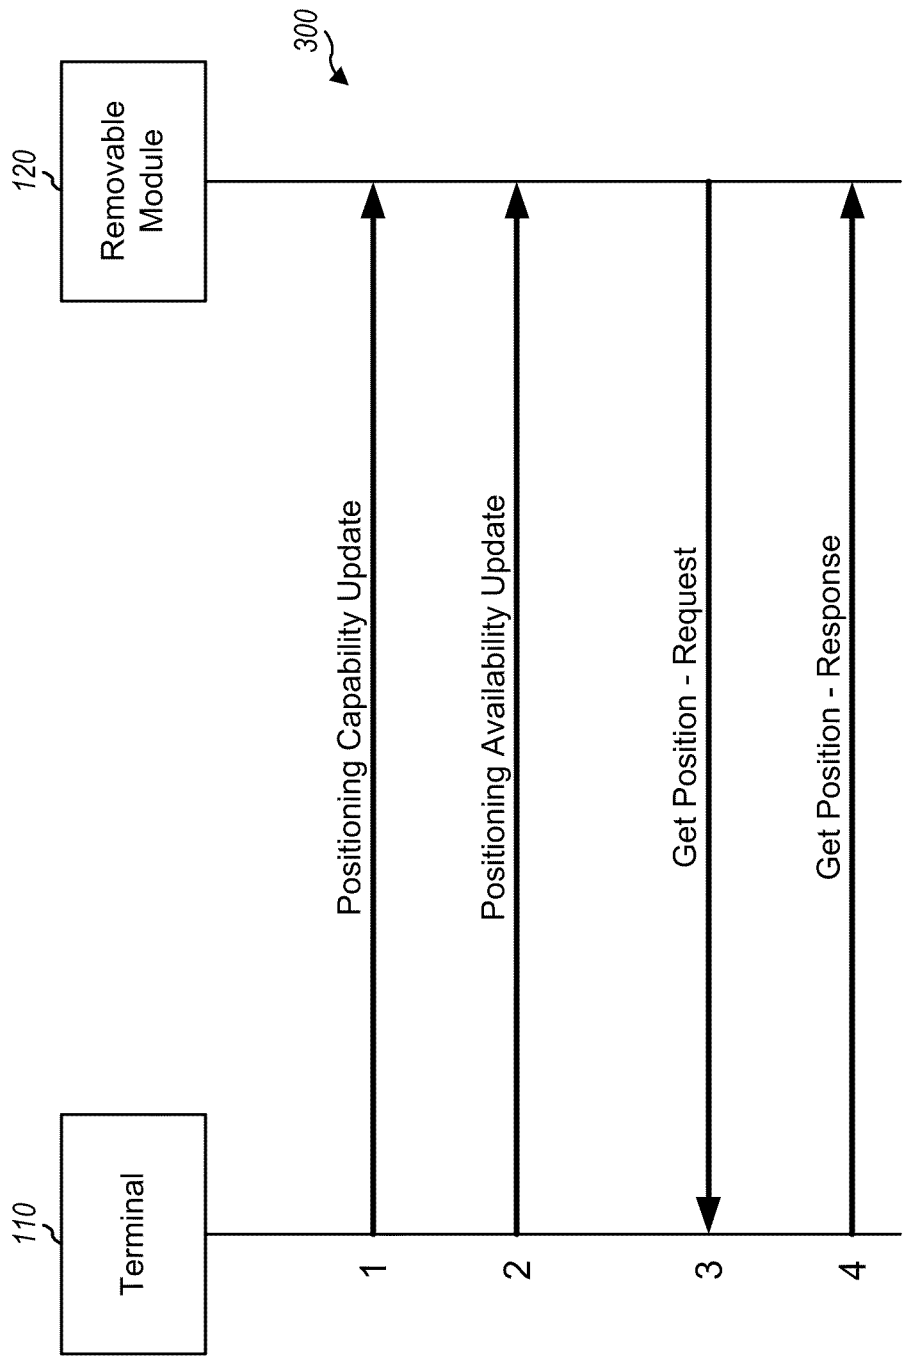 300
110
120
Terminal
Removable
Module
1
Positioning Capability Update
2
Positioning Availability Update
3
Get Position - Request
4
Get Position - Response